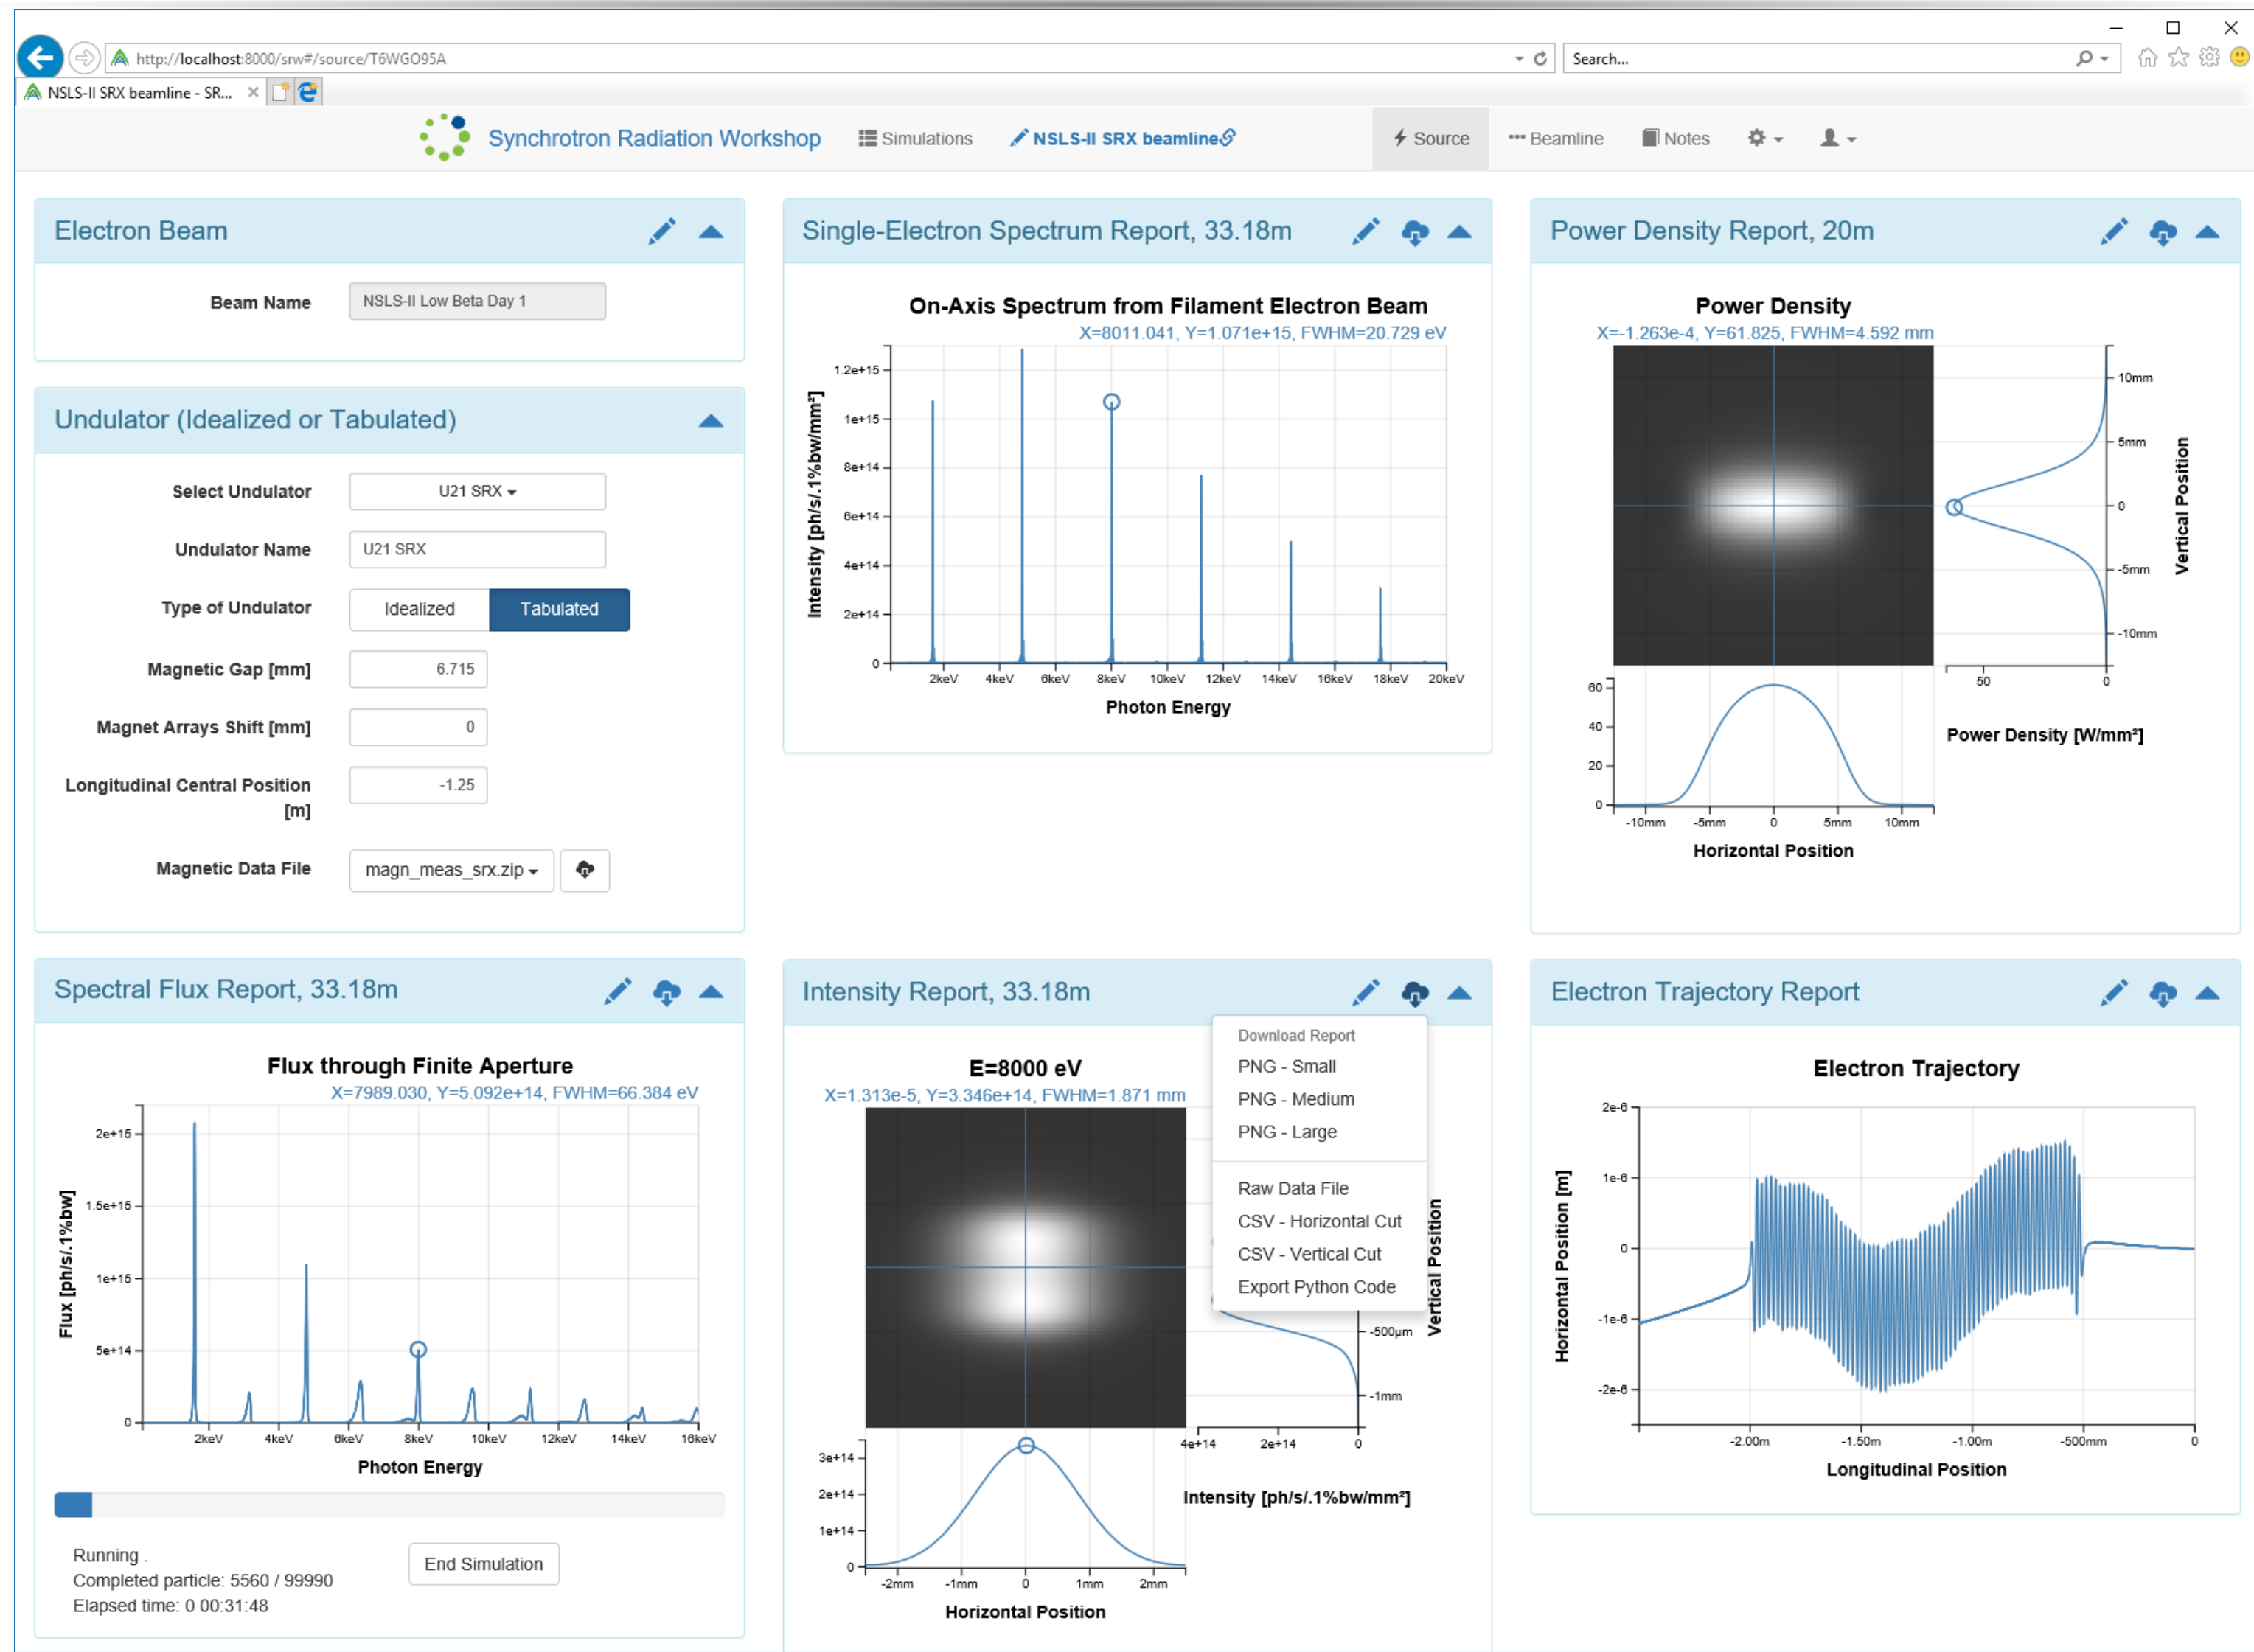 http://localhost:8000/srw#/source/T6WGO95A
Search...
NSLS-II SRX beamline - SR...
Synchrotron Radiation Workshop
Simulations
NSLS-II SRX beamline
Source
Beamline
Notes
Electron Beam
Beam Name
NSLS-II Low Beta Day 1
Undulator (Idealized or Tabulated)
Select Undulator
U21 SRX
Undulator Name
U21 SRX
Type of Undulator
Idealized
Tabulated
Magnetic Gap [mm]
6.715
Magnet Arrays Shift [mm]
0
Longitudinal Central Position
[m]
-1.25
Magnetic Data File
magn_meas_srx.zip
Single-Electron Spectrum Report, 33.18m
On-Axis Spectrum from Filament Electron Beam
X=8011.041, Y=1.071e+15, FWHM=20.729 eV
Intensity [ph/s/.1%bw/mm²]
1.2e+15
1e+15
8e+14
6e+14
4e+14
2e+14
0
2keV 4keV 6keV 8keV 10keV 12keV 14keV 16keV 18keV 20keV
Photon Energy
Power Density Report, 20m
Power Density
X=-1.263e-4, Y=61.825, FWHM=4.592 mm
10mm
5mm
0
-5mm
-10mm
Vertical Position
50 0
Power Density [W/mm²]
60
40
20
0
-10mm -5mm 0 5mm 10mm
Horizontal Position
Spectral Flux Report, 33.18m
Flux through Finite Aperture
X=7989.030, Y=5.092e+14, FWHM=66.384 eV
Flux [ph/s/.1%bw]
2e+15
1.5e+15
1e+15
5e+14
0
2keV 4keV 6keV 8keV 10keV 12keV 14keV 16keV
Photon Energy
Running .
Completed particle: 5560 / 99990
Elapsed time: 0 00:31:48
End Simulation
Intensity Report, 33.18m
E=8000 eV
X=1.313e-5, Y=3.346e+14, FWHM=1.871 mm
Download Report
PNG - Small
PNG - Medium
PNG - Large
Raw Data File
CSV - Horizontal Cut
CSV - Vertical Cut
Export Python Code
Vertical Position
-500µm
-1mm
4e+14 2e+14 0
Intensity [ph/s/.1%bw/mm²]
3e+14
2e+14
1e+14
0
-2mm -1mm 0 1mm 2mm
Horizontal Position
Electron Trajectory Report
Electron Trajectory
Horizontal Position [m]
2e-6
1e-6
0
-1e-6
-2e-6
-2.00m -1.50m -1.00m -500mm 0
Longitudinal Position